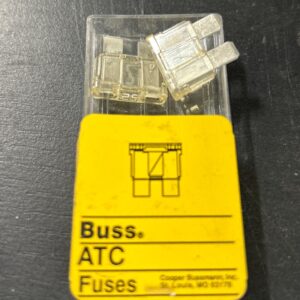 Buss®
ATC
Fuses
Cooper Bussmann, Inc.
St. Louis, MO 63178